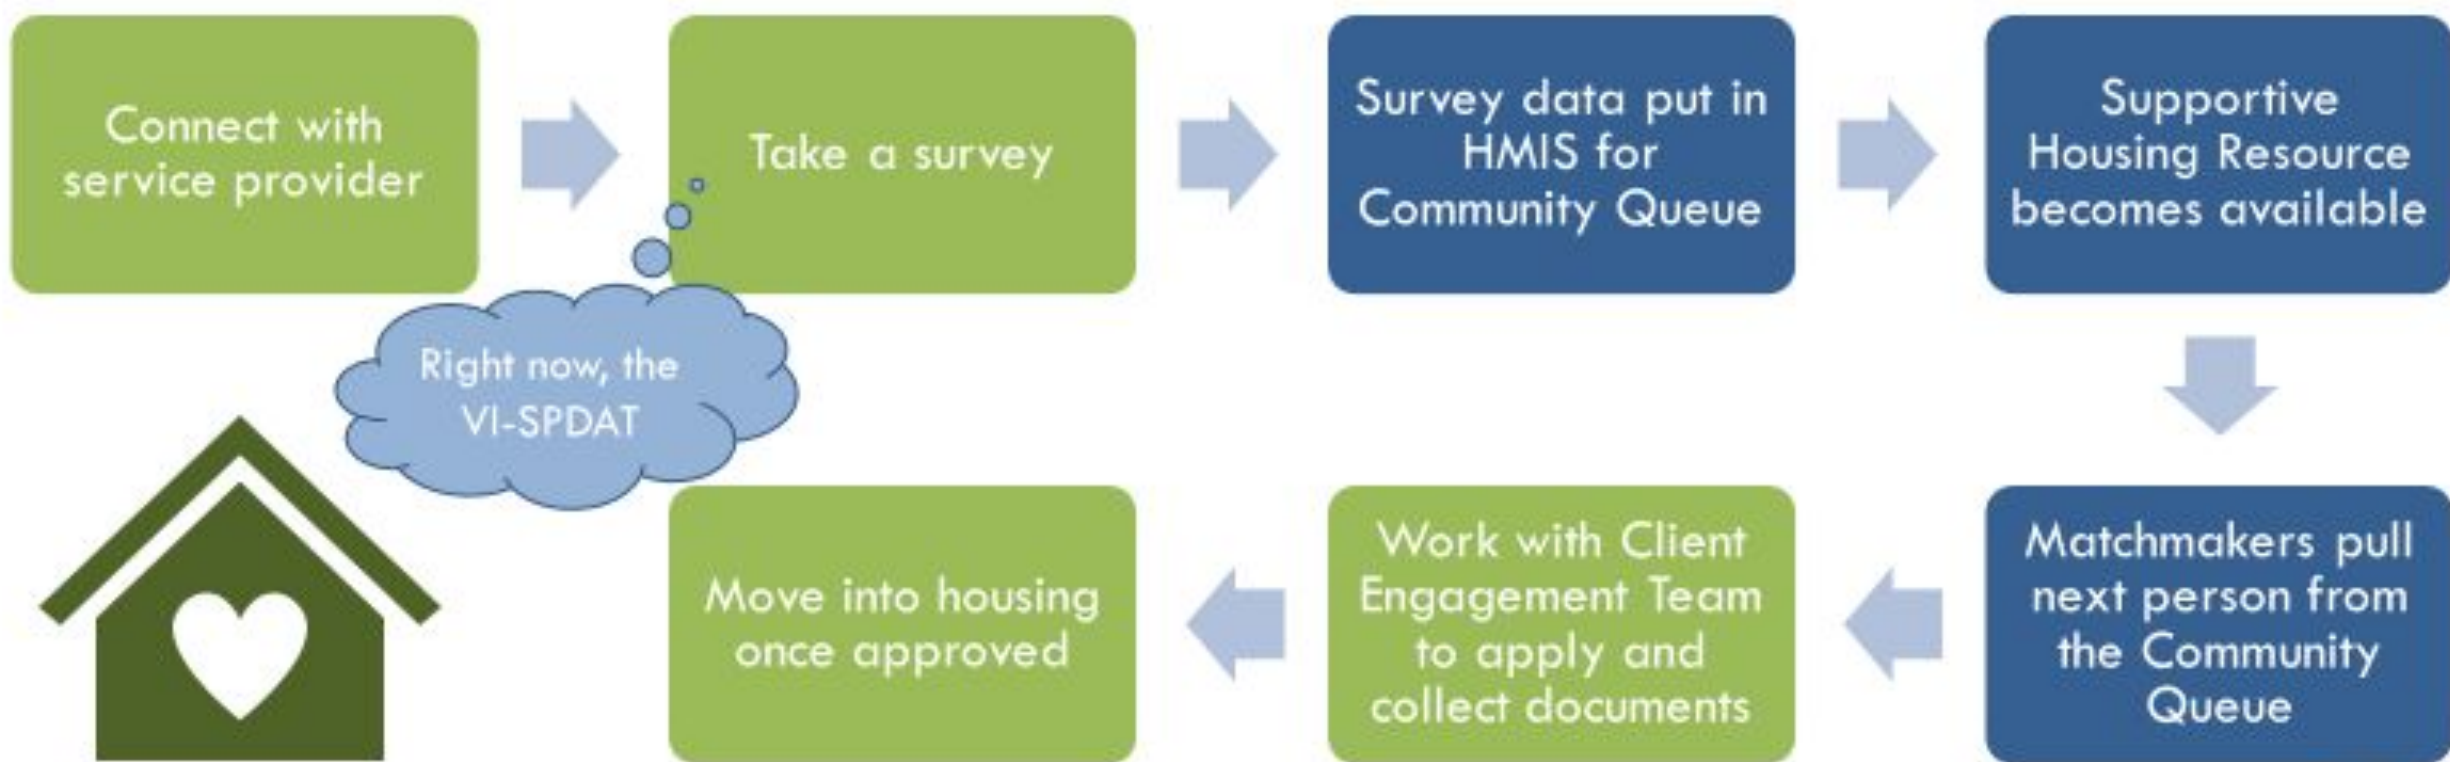 Connect with
service provider
Take a survey
Right now, the
VI-SPDAT
Survey data put in
HMIS for
Community Queue
Supportive
Housing Resource
becomes available
Matchmakers pull
next person from
the Community
Queue
Work with Client
Engagement Team
to apply and
collect documents
Move into housing
once approved